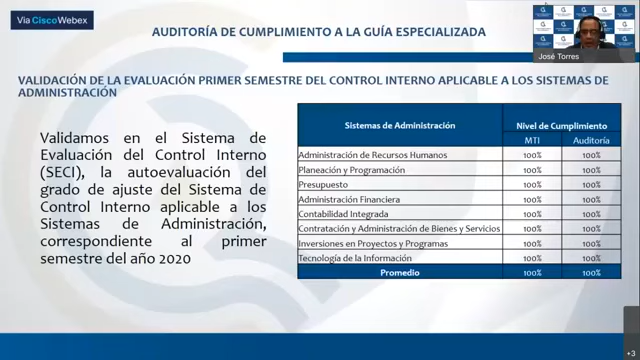 Via CiscoWebex
AUDITORÍA DE CUMPLIMIENTO A LA GUÍA ESPECIALIZADA
José Torres
VALIDACIÓN DE LA EVALUACIÓN PRIMER SEMESTRE DEL CONTROL INTERNO APLICABLE A LOS SISTEMAS DE
ADMINISTRACIÓN
Validamos en el Sistema de
Evaluación del Control Interno
(SECI), la autoevaluación del
grado de ajuste del Sistema de
Control Interno aplicable a los
Sistemas de Administración,
correspondiente al primer
semestre del año 2020
Sistemas de Administración Nivel de Cumplimiento
MTI Auditoría
Administración de Recursos Humanos 100% 100%
Planeación y Programación 100% 100%
Presupuesto 100% 100%
Administración Financiera 100% 100%
Contabilidad Integrada 100% 100%
Contratación y Administración de Bienes y Servicios 100% 100%
Inversiones en Proyectos y Programas 100% 100%
Tecnología de la Información 100% 100%
Promedio 100% 100%
+3